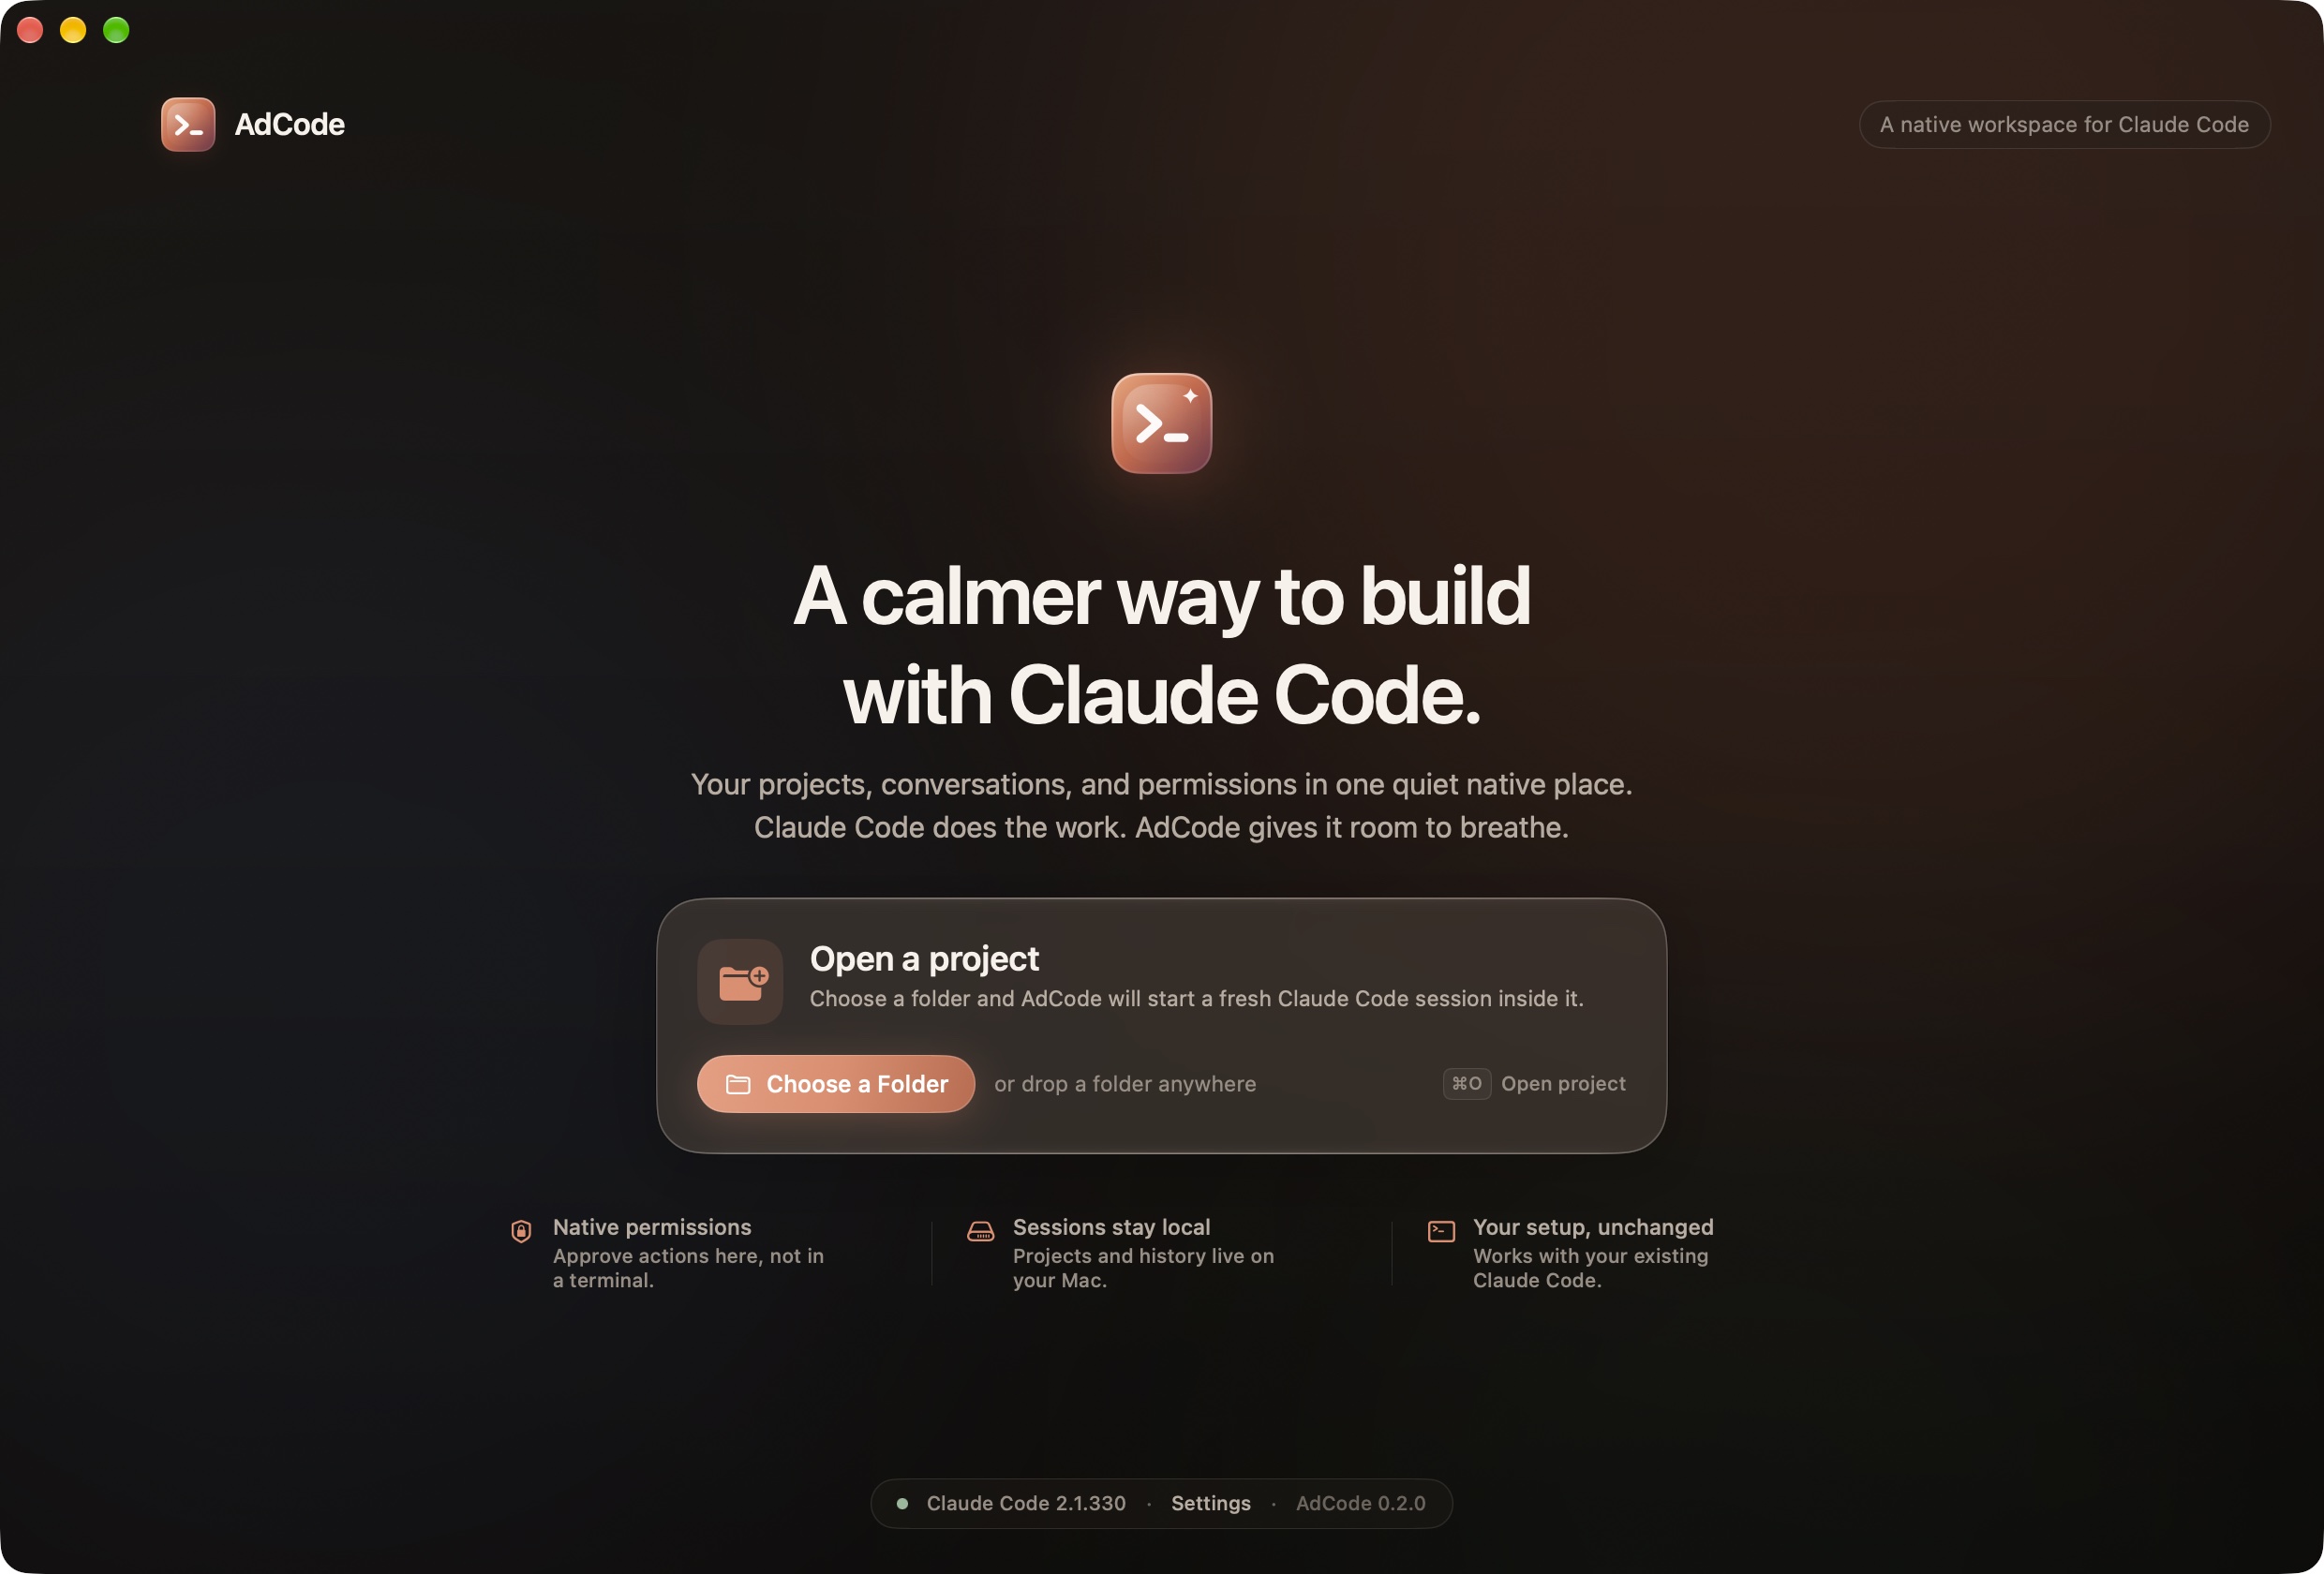 AdCode
A native workspace for Claude Code
A calmer way to build
with Claude Code.
Your projects, conversations, and permissions in one quiet native place.
Claude Code does the work. AdCode gives it room to breathe.
Open a project
Choose a folder and AdCode will start a fresh Claude Code session inside it.
Choose a Folder or drop a folder anywhere ⌘O Open project
Native permissions
Approve actions here, not in
a terminal.
Sessions stay local
Projects and history live on
your Mac.
Your setup, unchanged
Works with your existing
Claude Code.
Claude Code 2.1.330 · Settings · AdCode 0.2.0